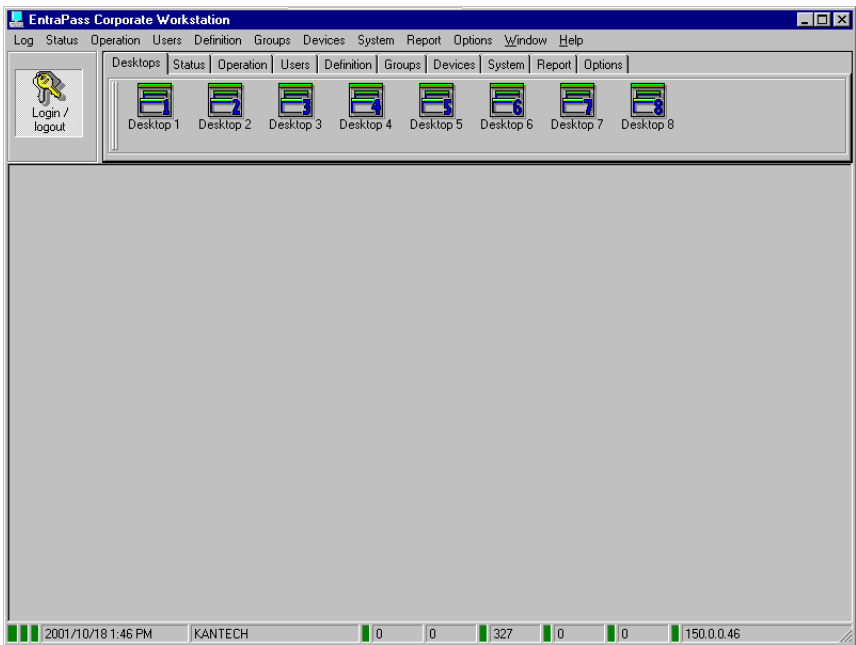 EntraPass Corporate Workstation
Log Status Operation Users Definition Groups Devices System Report Options Window Help
Desktops Status Operation Users Definition Groups Devices System Report Options
Login /
logout
1 2 3 4 5 6 7 8
Desktop 1 Desktop 2 Desktop 3 Desktop 4 Desktop 5 Desktop 6 Desktop 7 Desktop 8
2001/10/18 1:46 PM KANTECH 0 0 327 0 0 150.0.0.46